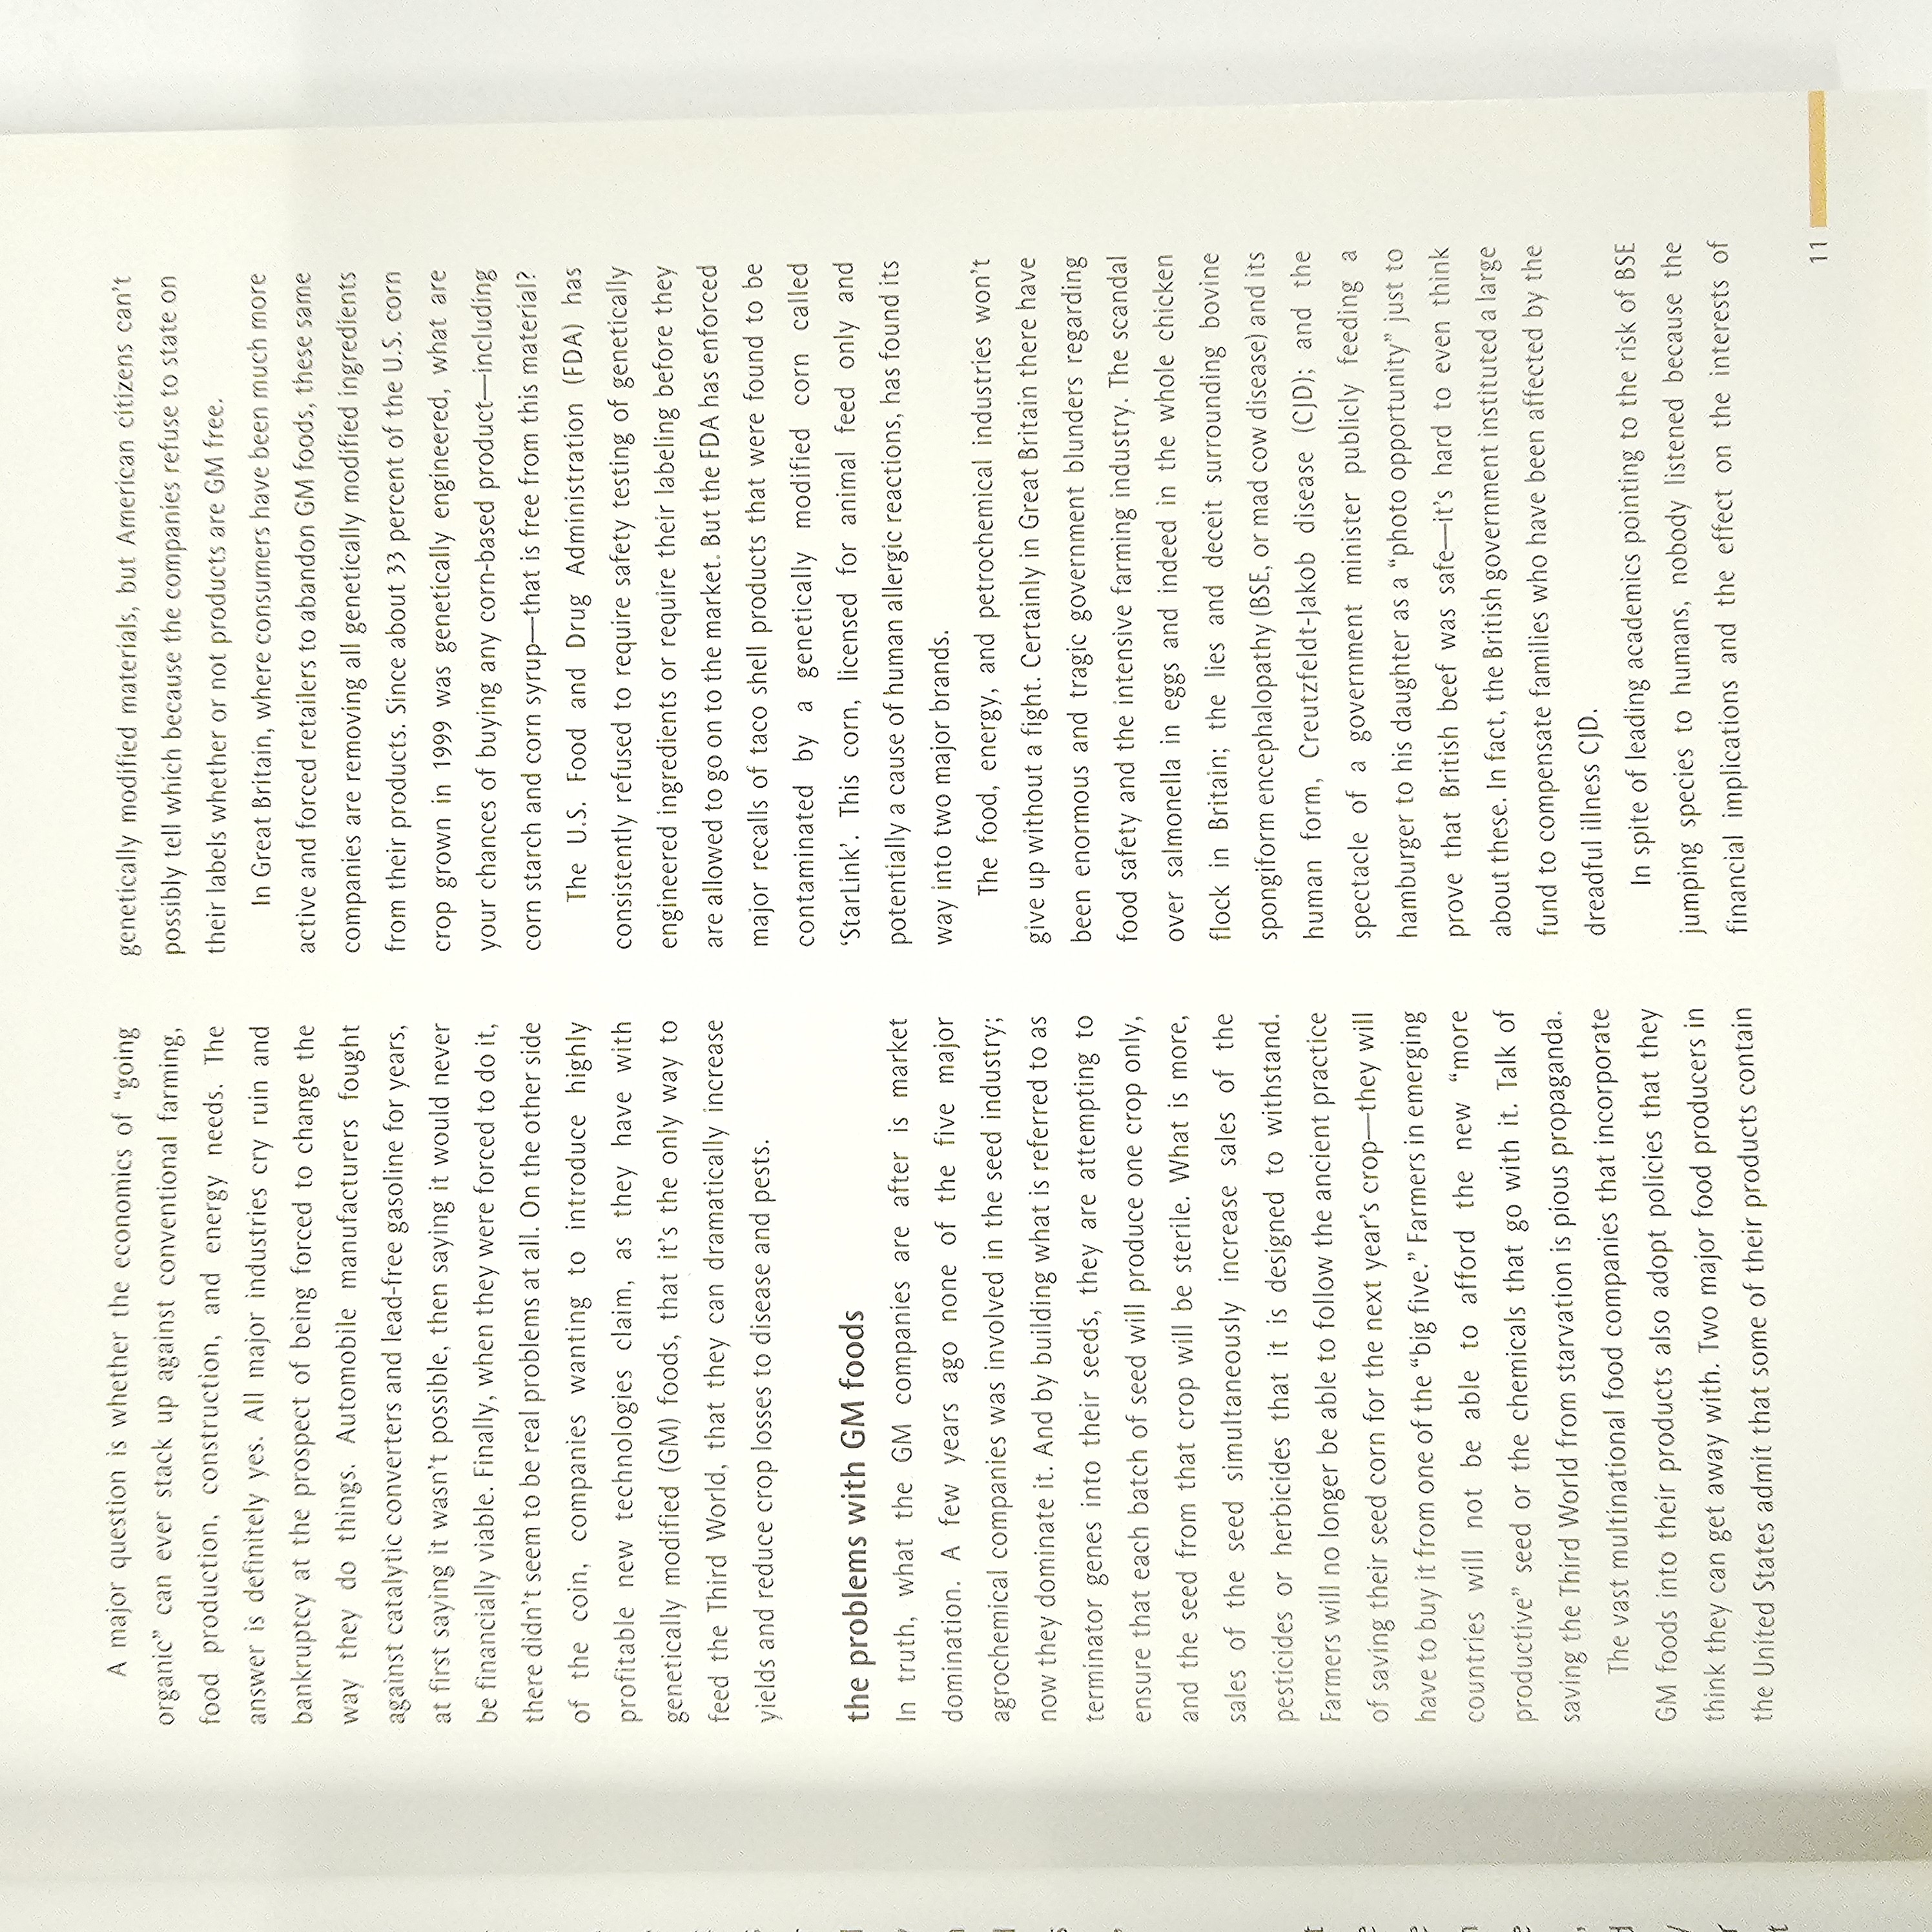 A major question is whether the economics of “going
organic” can ever stack up against conventional farming,
food production, construction, and energy needs. The
answer is definitely yes. All major industries cry ruin and
bankruptcy at the prospect of being forced to change the
way they do things. Automobile manufacturers fought
against catalytic converters and lead-free gasoline for years,
at first saying it wasn’t possible, then saying it would never
be financially viable. Finally, when they were forced to do it,
there didn’t seem to be real problems at all. On the other side
of the coin, companies wanting to introduce highly
profitable new technologies claim, as they have with
genetically modified (GM) foods, that it’s the only way to
feed the Third World, that they can dramatically increase
yields and reduce crop losses to disease and pests.
the problems with GM foods
In truth, what the GM companies are after is market
domination. A few years ago none of the five major
agrochemical companies was involved in the seed industry;
now they dominate it. And by building what is referred to as
terminator genes into their seeds, they are attempting to
ensure that each batch of seed will produce one crop only,
and the seed from that crop will be sterile. What is more,
sales of the seed simultaneously increase sales of the
pesticides or herbicides that it is designed to withstand.
Farmers will no longer be able to follow the ancient practice
of saving their seed corn for the next year’s crop—they will
have to buy it from one of the “big five.” Farmers in emerging
countries will not be able to afford the new “more
productive” seed or the chemicals that go with it. Talk of
saving the Third World from starvation is pious propaganda.
The vast multinational food companies that incorporate
GM foods into their products also adopt policies that they
think they can get away with. Two major food producers in
the United States admit that some of their products contain
genetically modified materials, but American citizens can’t
possibly tell which because the companies refuse to state on
their labels whether or not products are GM free.
In Great Britain, where consumers have been much more
active and forced retailers to abandon GM foods, these same
companies are removing all genetically modified ingredients
from their products. Since about 33 percent of the U.S. corn
crop grown in 1999 was genetically engineered, what are
your chances of buying any corn-based product—including
corn starch and corn syrup—that is free from this material?
The U.S. Food and Drug Administration (FDA) has
consistently refused to require safety testing of genetically
engineered ingredients or require their labeling before they
are allowed to go on to the market. But the FDA has enforced
major recalls of taco shell products that were found to be
contaminated by a genetically modified corn called
‘StarLink’. This corn, licensed for animal feed only and
potentially a cause of human allergic reactions, has found its
way into two major brands.
The food, energy, and petrochemical industries won’t
give up without a fight. Certainly in Great Britain there have
been enormous and tragic government blunders regarding
food safety and the intensive farming industry. The scandal
over salmonella in eggs and indeed in the whole chicken
flock in Britain; the lies and deceit surrounding bovine
spongiform encephalopathy (BSE, or mad cow disease) and its
human form, Creutzfeldt-Jakob disease (CJD); and the
spectacle of a government minister publicly feeding a
hamburger to his daughter as a “photo opportunity” just to
prove that British beef was safe—it’s hard to even think
about these. In fact, the British government instituted a large
fund to compensate families who have been affected by the
dreadful illness CJD.
In spite of leading academics pointing to the risk of BSE
jumping species to humans, nobody listened because the
financial implications and the effect on the interests of
11